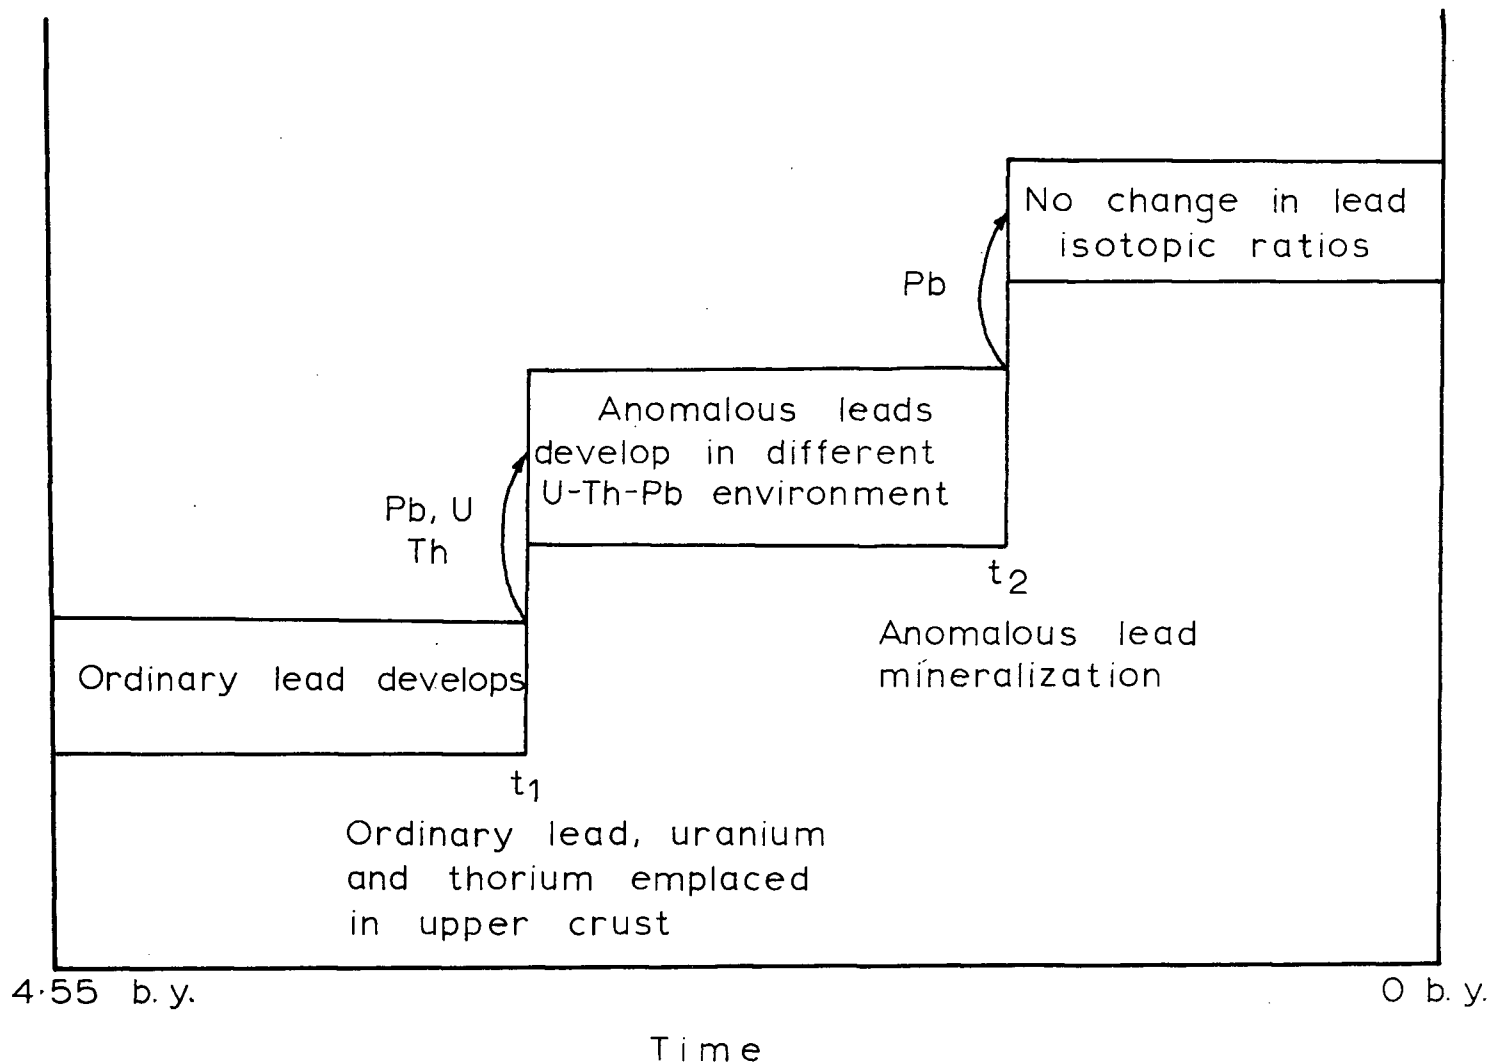 No change in lead
isotopic ratios
Pb
Anomalous leads
develop in different
U-Th-Pb environment
Pb, U
Th
t2
Anomalous lead
mineralization
Ordinary lead develops
t1
Ordinary lead, uranium
and thorium emplaced
in upper crust
4·55 b. y.
0 b. y.
Time